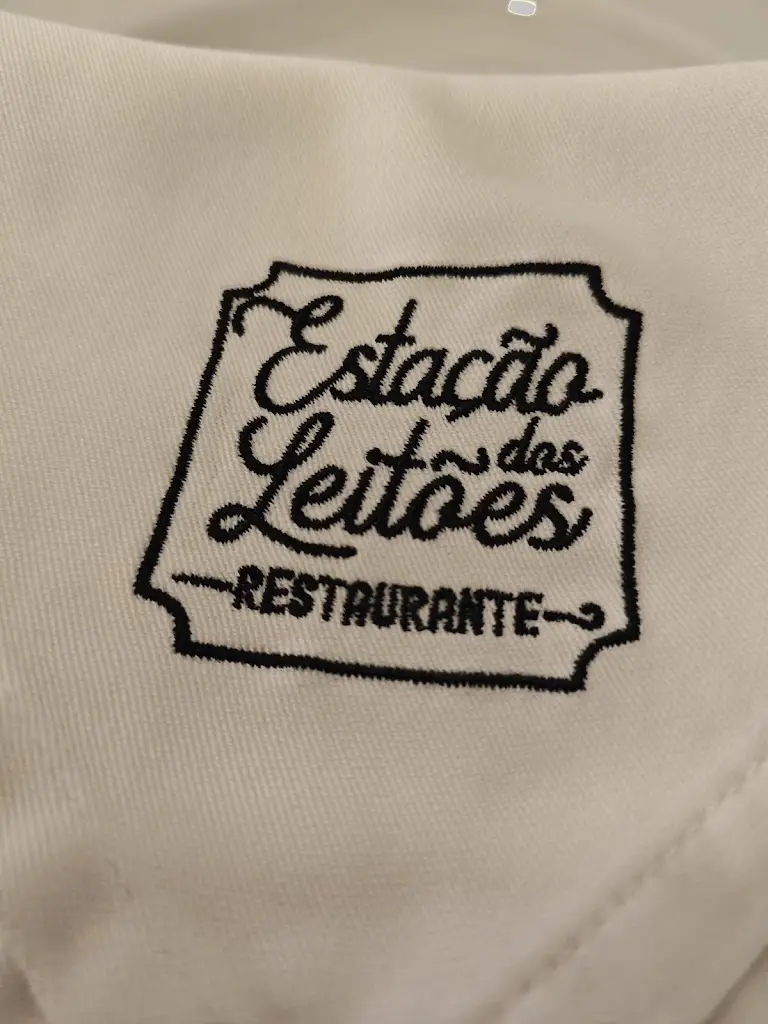 Estação
dos
Leitões
RESTAURANTE